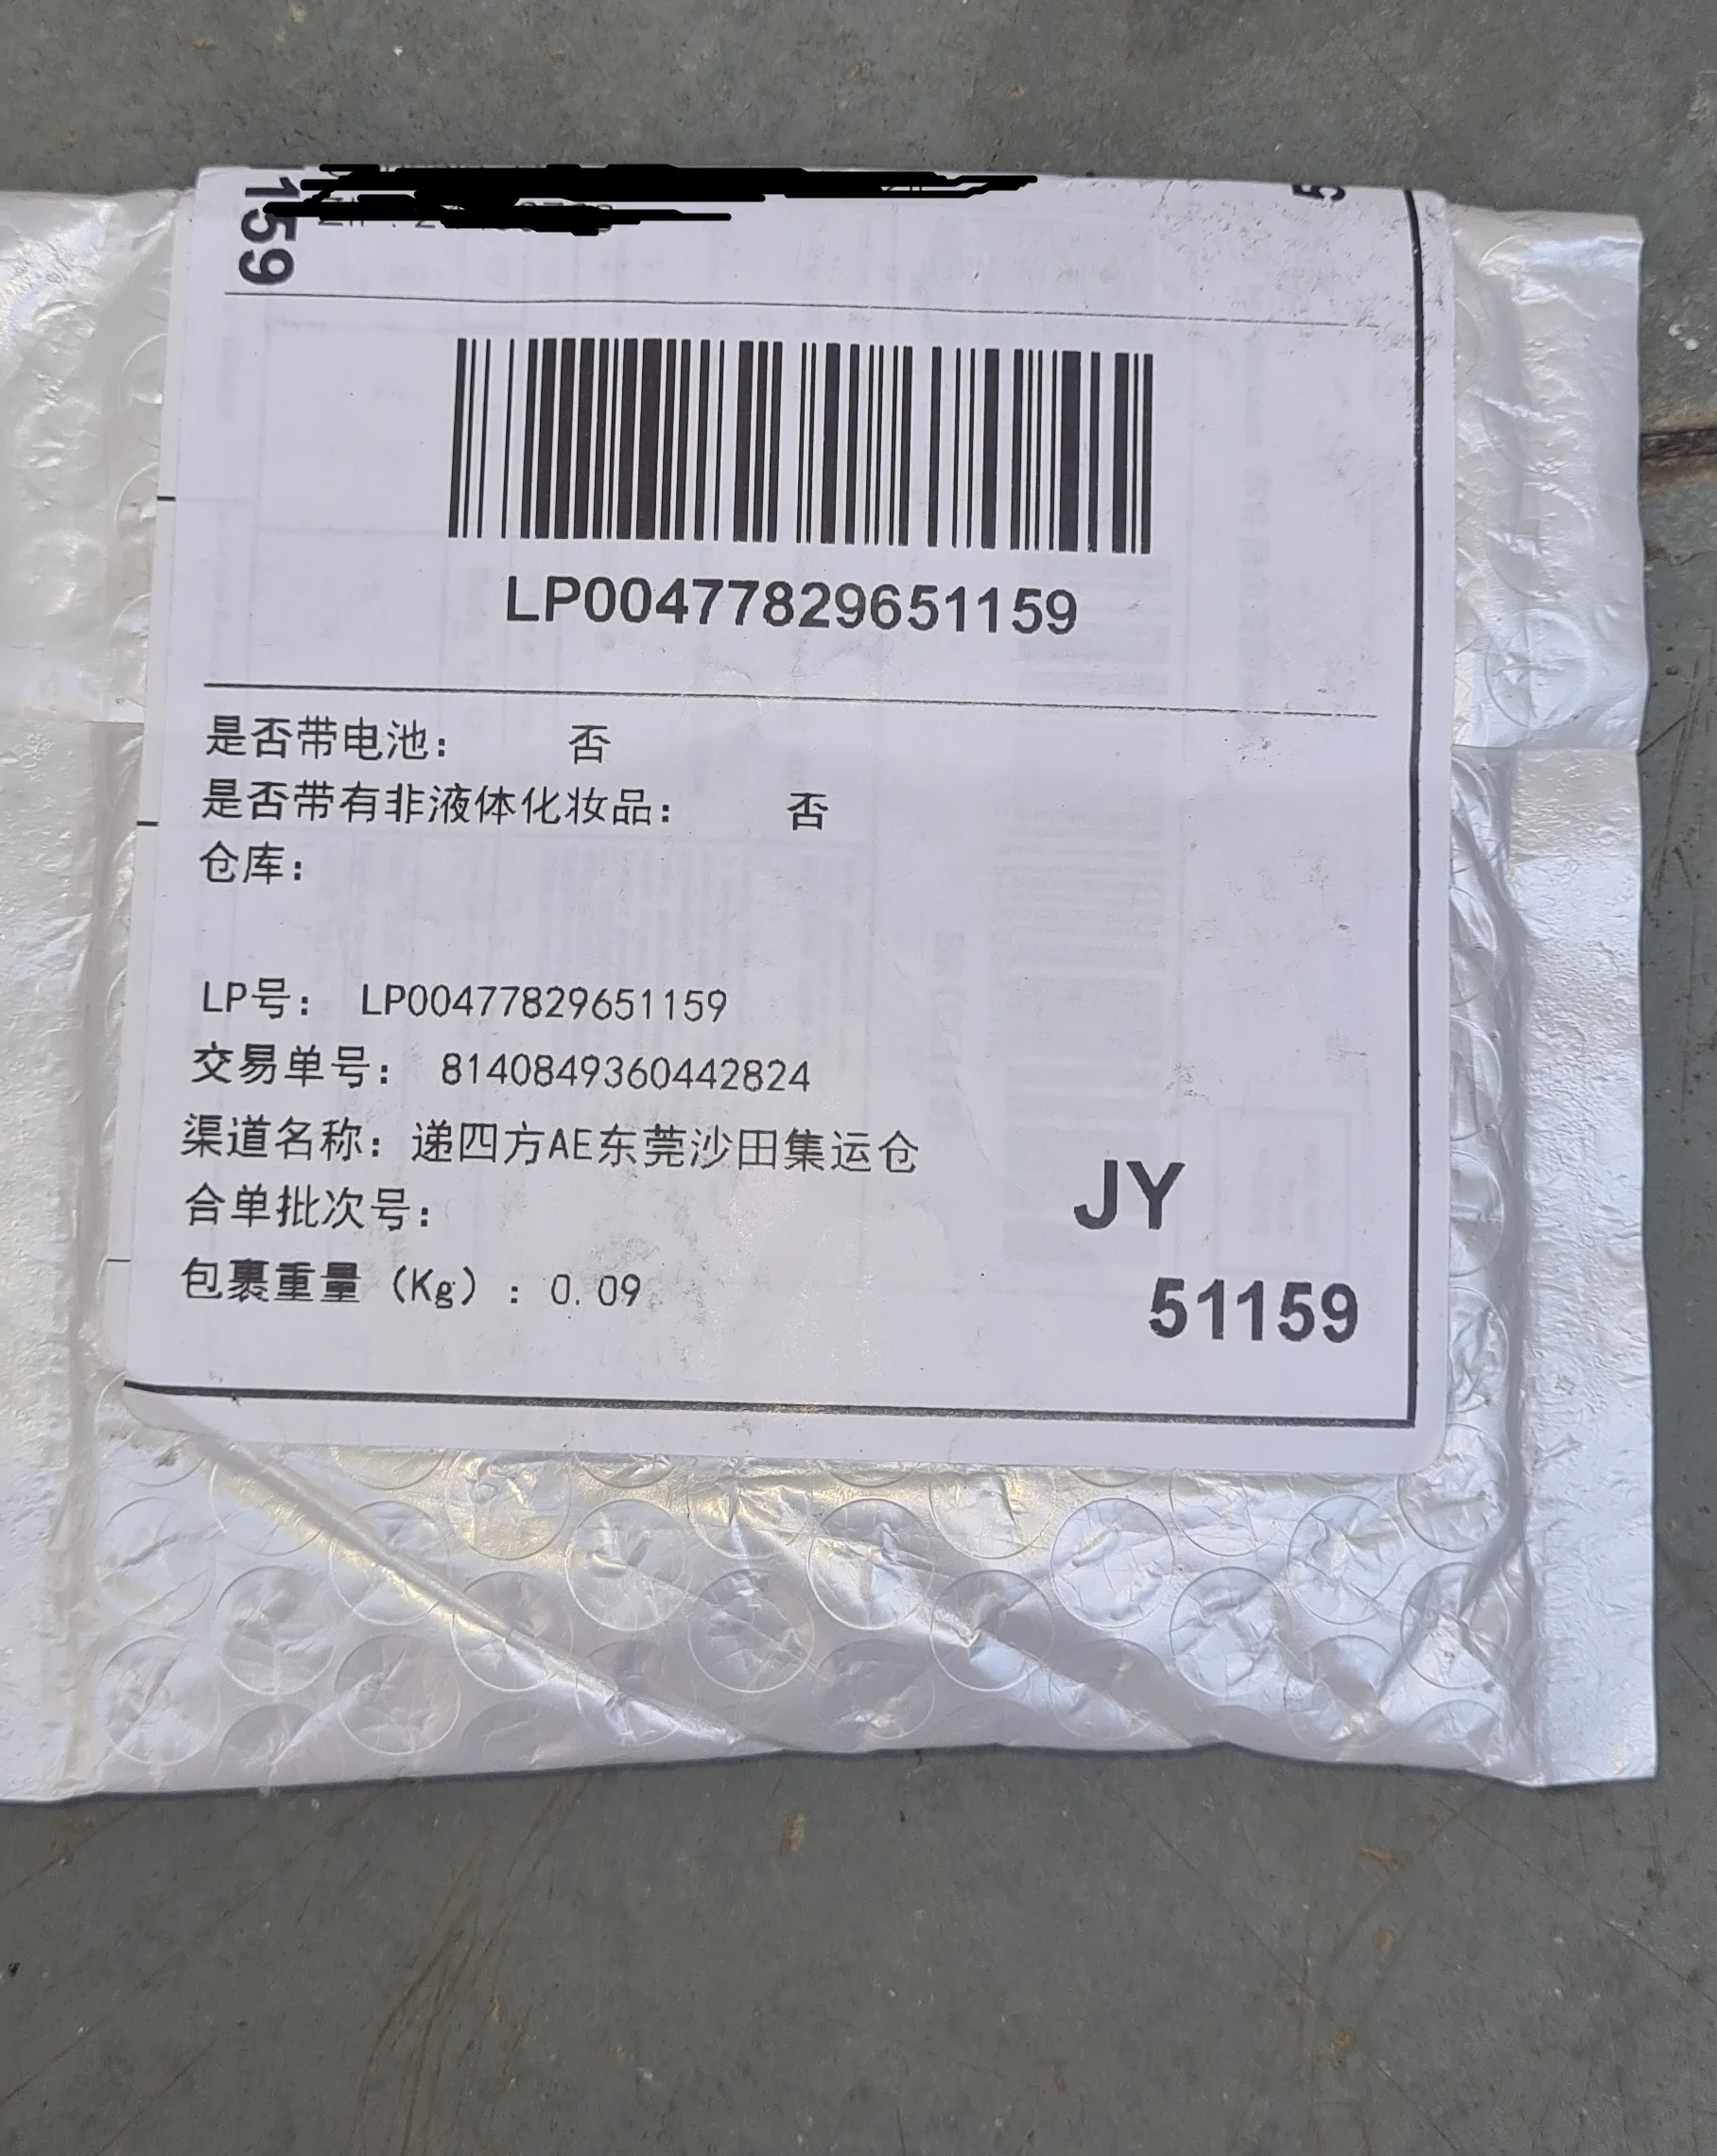 159
LP00477829651159
是否带电池： 否
是否带有非液体化妆品： 否
仓库：
LP号： LP00477829651159
交易单号： 8140849360442824
渠道名称：递四方AE东莞沙田集运仓
合单批次号：
包裹重量（Kg）：0.09
JY
51159